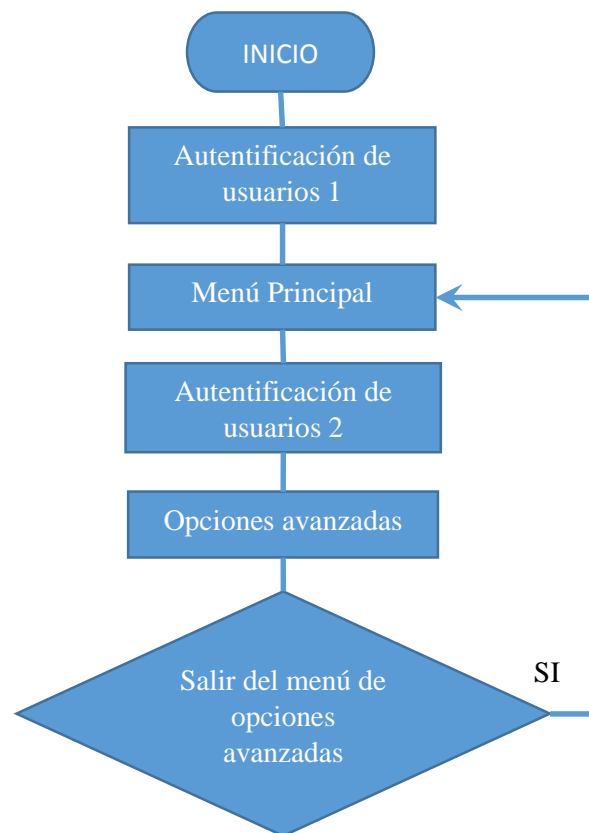 INICIO
Autentificación de
usuarios 1
Menú Principal
Autentificación de
usuarios 2
Opciones avanzadas
Salir del menú de
opciones
avanzadas
SI